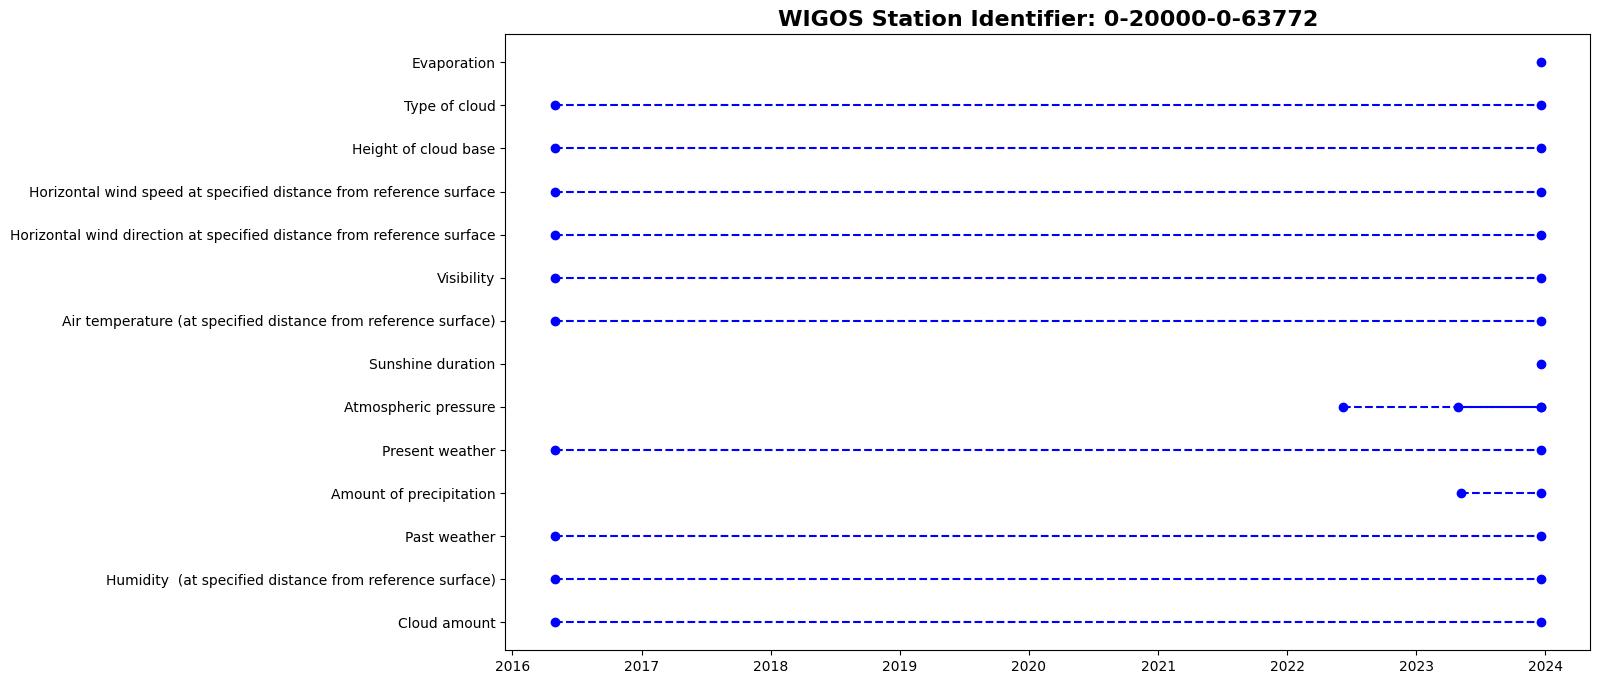 WIGOS Station Identifier: 0-20000-0-63772
Evaporation
Type of cloud
Height of cloud base
Horizontal wind speed at specified distance from reference surface
Horizontal wind direction at specified distance from reference surface
Visibility
Air temperature (at specified distance from reference surface)
Sunshine duration
Atmospheric pressure
Present weather
Amount of precipitation
Past weather
Humidity  (at specified distance from reference surface)
Cloud amount
2016 2017 2018 2019 2020 2021 2022 2023 2024